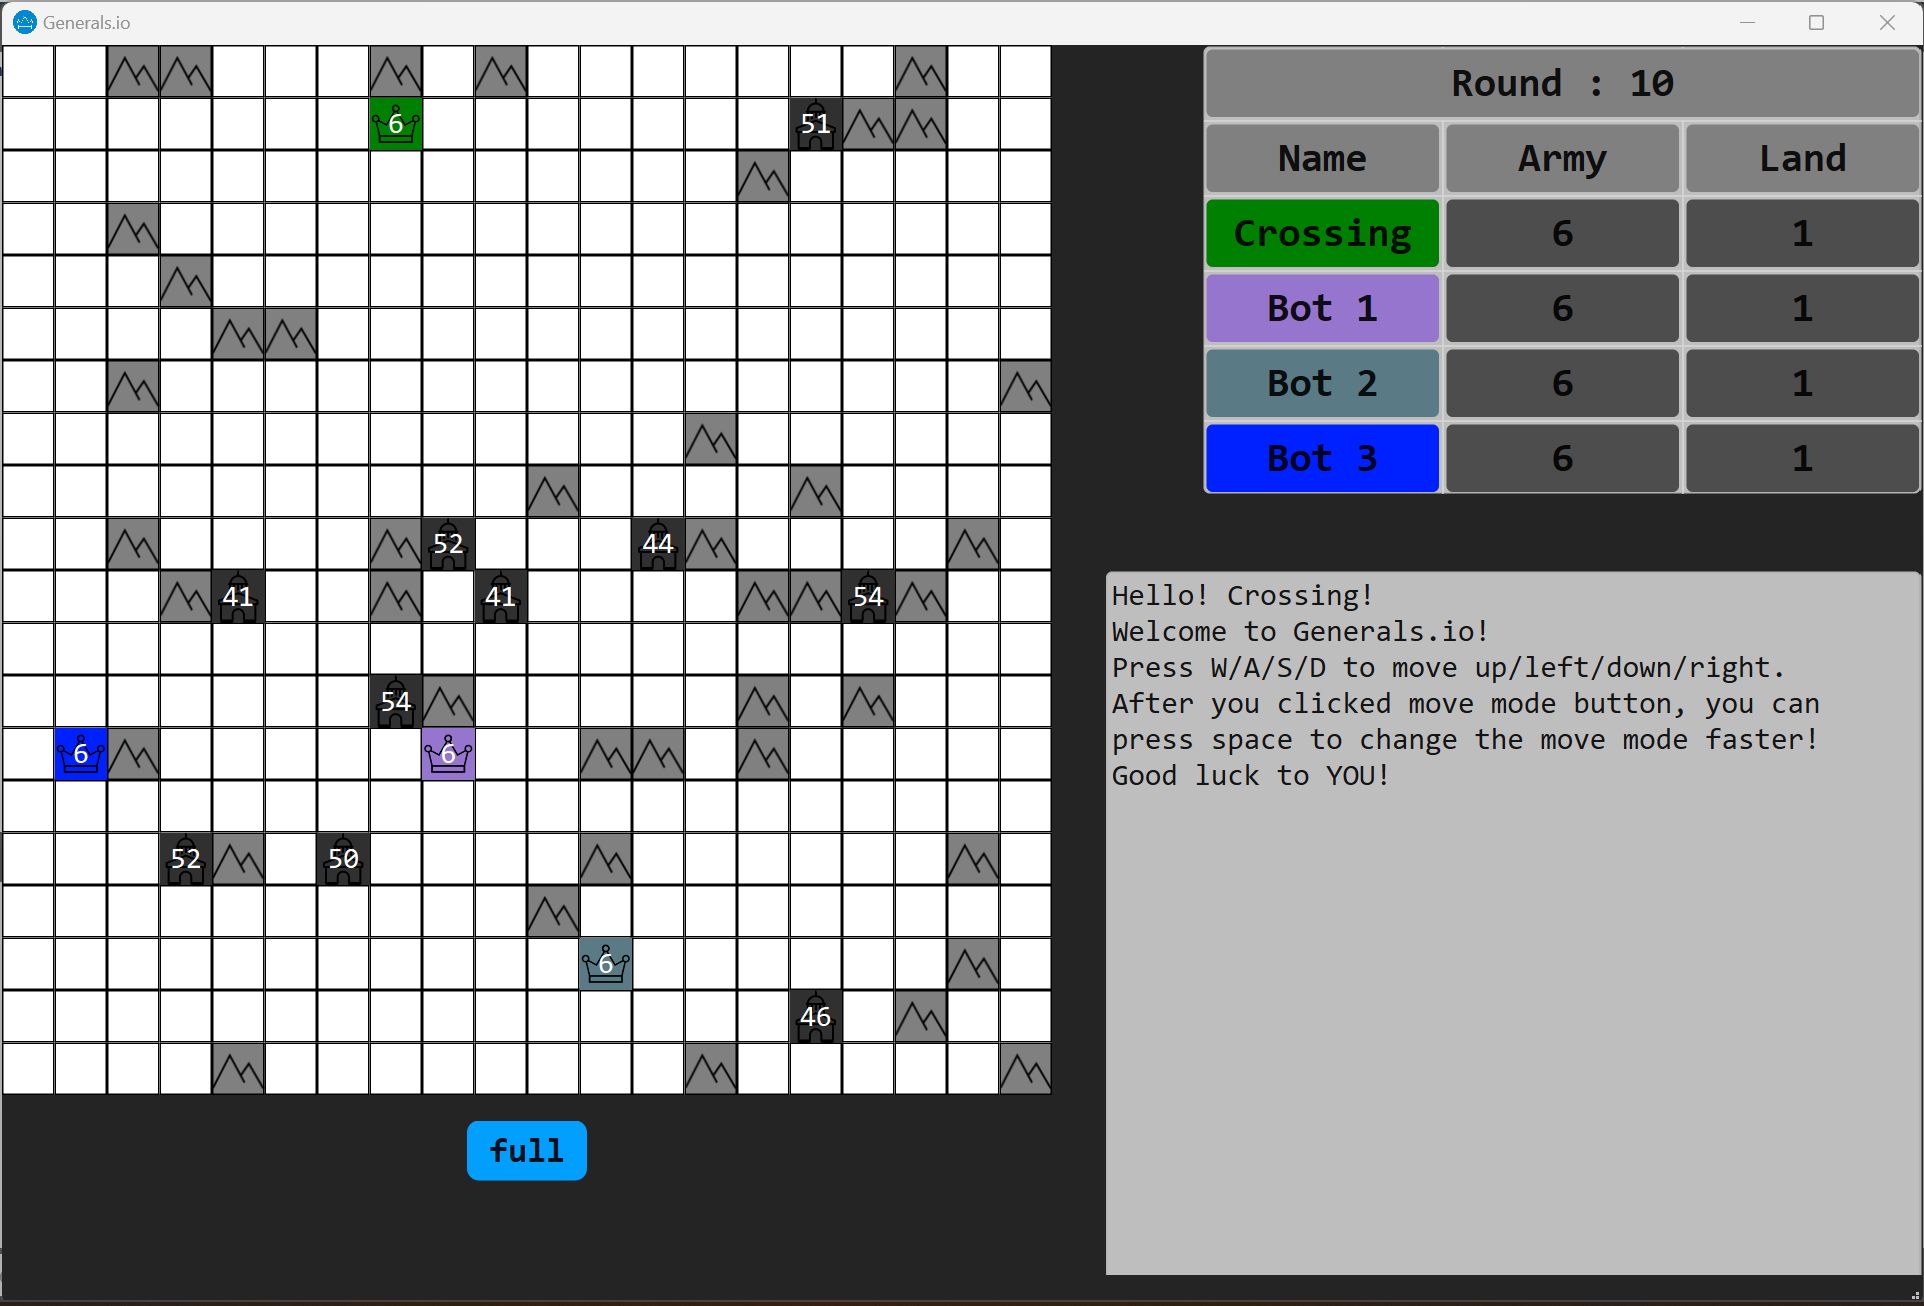 Generals.io
6
51
52
44
41
41
54
54
6
6
52
50
6
46
full
Round : 10
Name Army Land
Crossing 6 1
Bot 1 6 1
Bot 2 6 1
Bot 3 6 1
Hello! Crossing!
Welcome to Generals.io!
Press W/A/S/D to move up/left/down/right.
After you clicked move mode button, you can
press space to change the move mode faster!
Good luck to YOU!